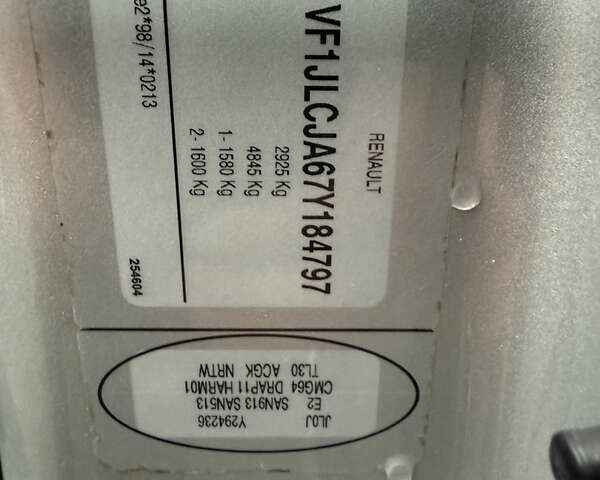 RENAULT
e2*98/14*0213
VF1JLCJA67Y184797
2925 Kg
4845 Kg
1- 1580 Kg
2- 1600 Kg
254604
JL0J Y294236
E2 SAN913 SAN513
CMG64 DRAP11 HARM01
TL30 ACGK NRTW